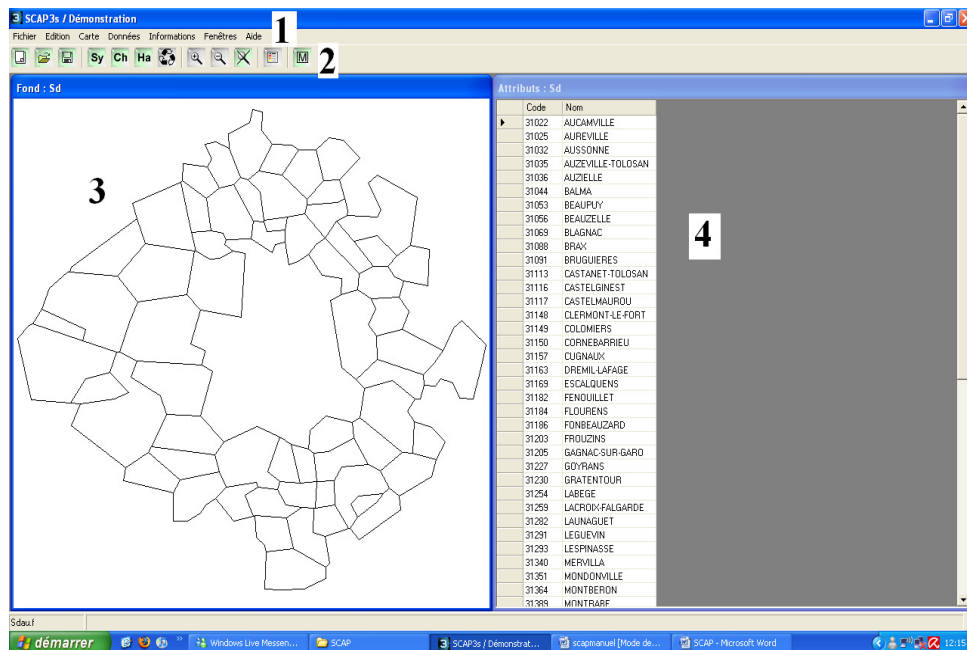 3 SCAP3s / Démonstration
1
Fichier Edition Carte Données Informations Fenêtres Aide
Sy Ch Ha M
2
Fond : Sd
3
Attributs : Sd
Code Nom
31022 AUCAMVILLE
31025 AUREVILLE
31032 AUSSONNE
31035 AUZEVILLE-TOLOSAN
31036 AUZIELLE
31044 BALMA
31053 BEAUPUY
31056 BEAUZELLE
31069 BLAGNAC
31088 BRAX
31091 BRUGUIERES
31113 CASTANET-TOLOSAN
31116 CASTELGINEST
31117 CASTELMAUROU
31148 CLERMONT-LE-FORT
31149 COLOMIERS
31150 CORNEBARRIEU
31157 CUGNAUX
31163 DREMIL-LAFAGE
31169 ESCALQUENS
31182 FENOUILLET
31184 FLOURENS
31186 FONBEAUZARD
31203 FROUZINS
31205 GAGNAC-SUR-GARO
31227 GOYRANS
31230 GRATENTOUR
31254 LABEGE
31259 LACROIX-FALGARDE
31282 LAUNAGUET
31291 LEGUEVIN
31293 LESPINASSE
31340 MERVILLA
31351 MONDONVILLE
31364 MONTBERON
31389 MONTRABE
4
Sdau.f
démarrer
Windows Live Messen...
SCAP
3 SCAP3s / Démonstrat...
scapmanuel [Mode de...
SCAP - Microsoft Word
12:15